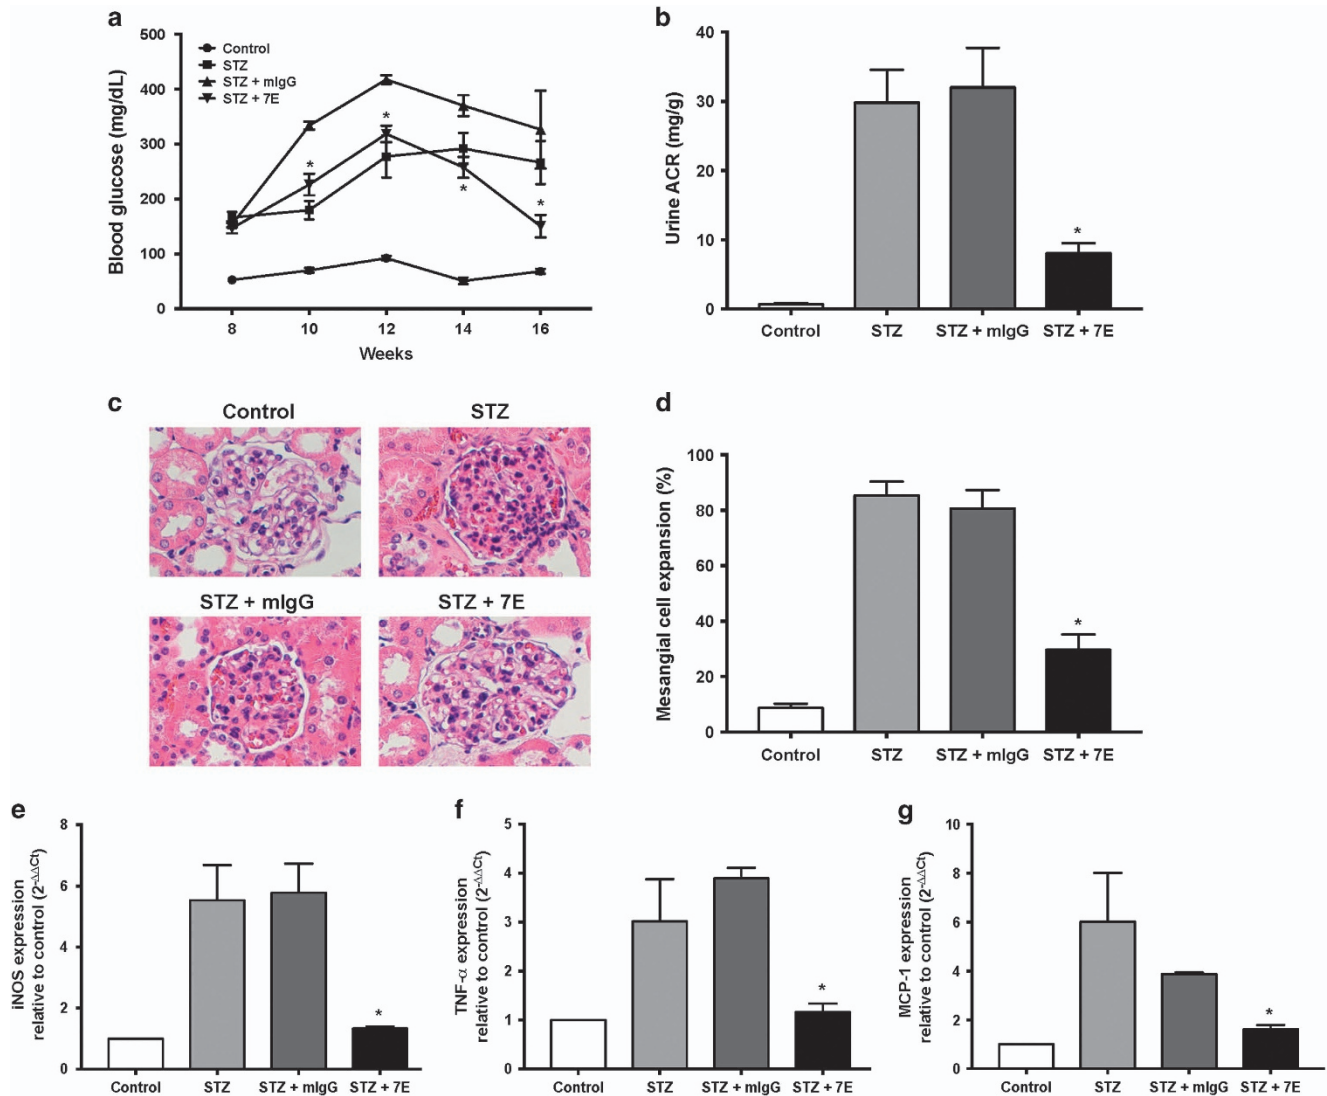 a
Blood glucose (mg/dL)
500
400
300
200
100
0
Control
STZ
STZ + mIgG
STZ + 7E
*
*
*
*
8 10 12 14 16
Weeks
b
Urine ACR (mg/g)
40
30
20
10
0
*
Control STZ STZ + mIgG STZ + 7E
c
Control STZ
STZ + mIgG STZ + 7E
d
Mesangial cell expansion (%)
100
80
60
40
20
0
*
Control STZ STZ + mIgG STZ + 7E
e
iNOS expression
relative to control (2-ΔΔCt)
8
6
4
2
0
*
Control STZ STZ + mIgG STZ + 7E
f
TNF-α expression
relative to control (2-ΔΔCt)
5
4
3
2
1
0
*
Control STZ STZ + mIgG STZ + 7E
g
MCP-1 expression
relative to control (2-ΔΔCt)
10
8
6
4
2
0
*
Control STZ STZ + mIgG STZ + 7E